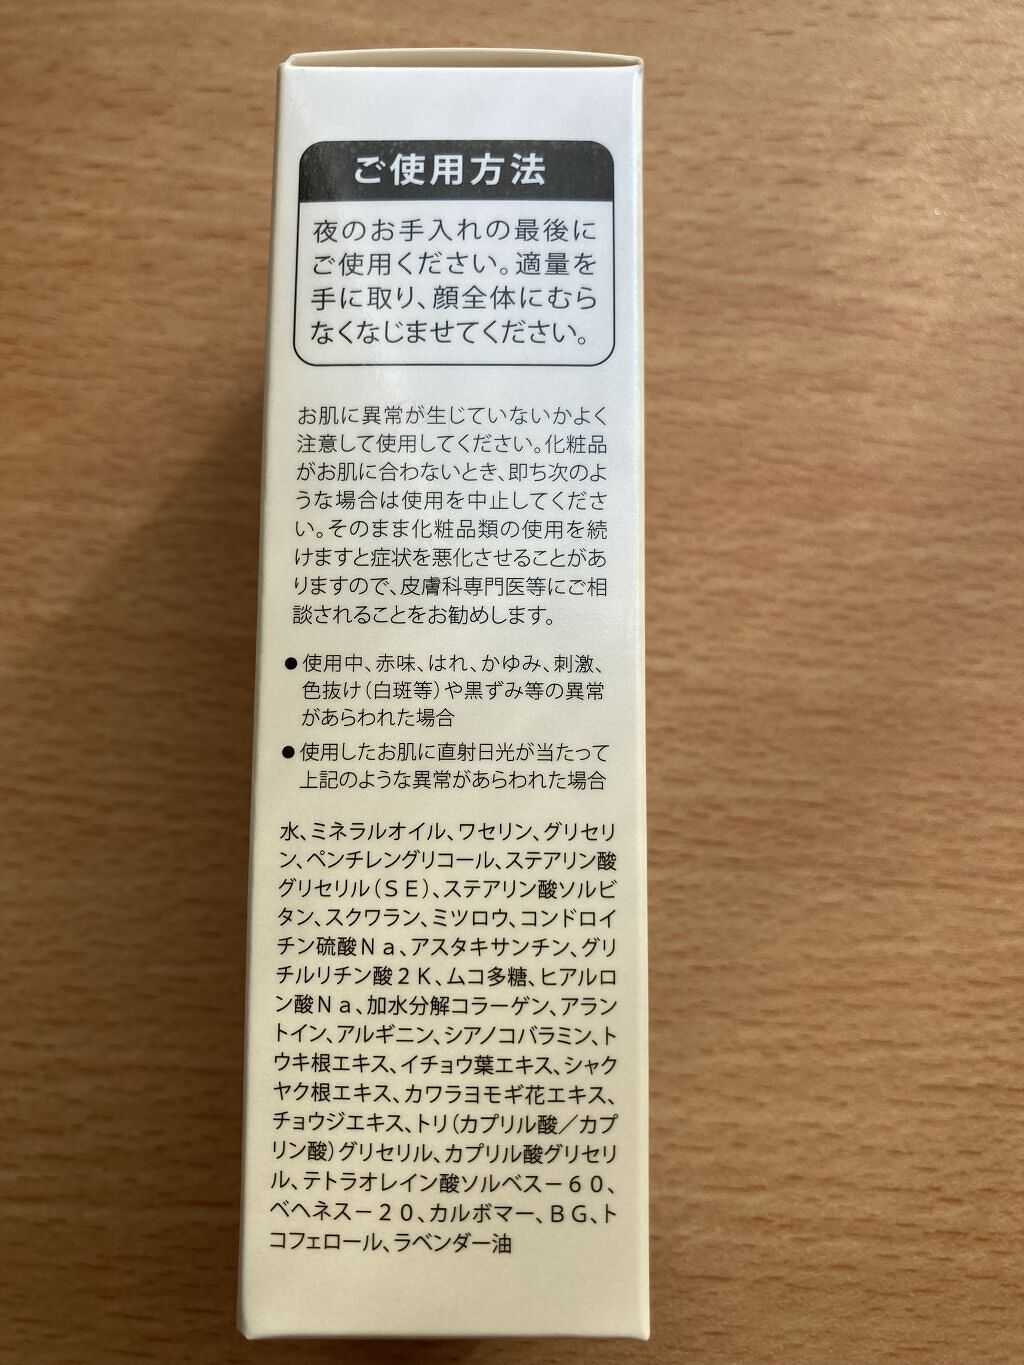 ご使用方法
夜のお手入れの最後に
ご使用ください。適量を
手に取り、顔全体にむら
なくなじませてください。
お肌に異常が生じていないかよく
注意して使用してください。化粧品
がお肌に合わないとき、即ち次のよ
うな場合は使用を中止してくださ
い。そのまま化粧品類の使用を続
けますと症状を悪化させることがあ
りますので、皮膚科専門医等にご相
談されることをお勧めします。
●使用中、赤味、はれ、かゆみ、刺激、
色抜け（白斑等）や黒ずみ等の異常
があらわれた場合
●使用したお肌に直射日光が当たって
上記のような異常があらわれた場合
水、ミネラルオイル、ワセリン、グリセリ
ン、ペンチレングリコール、ステアリン酸
グリセリル（ＳＥ）、ステアリン酸ソルビ
タン、スクワラン、ミツロウ、コンドロイ
チン硫酸Ｎａ、アスタキサンチン、グリ
チルリチン酸２Ｋ、ムコ多糖、ヒアルロ
ン酸Ｎａ、加水分解コラーゲン、アラン
トイン、アルギニン、シアノコバラミン、ト
ウキ根エキス、イチョウ葉エキス、シャク
ヤク根エキス、カワラヨモギ花エキス、
チョウジエキス、トリ（カプリル酸／カプ
リン酸）グリセリル、カプリル酸グリセリ
ル、テトラオレイン酸ソルベス－６０、
ベヘネス－２０、カルボマー、ＢＧ、ト
コフェロール、ラベンダー油